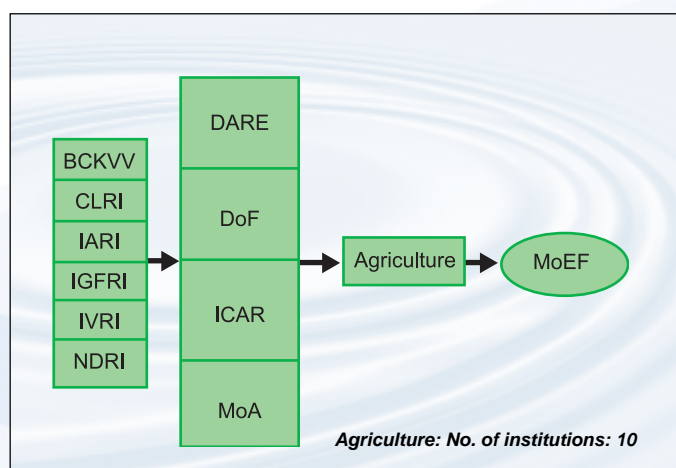 BCKVV
CLRI
IARI
IGFRI
IVRI
NDRI
DARE
DoF
ICAR
MoA
Agriculture
MoEF
Agriculture: No. of institutions: 10